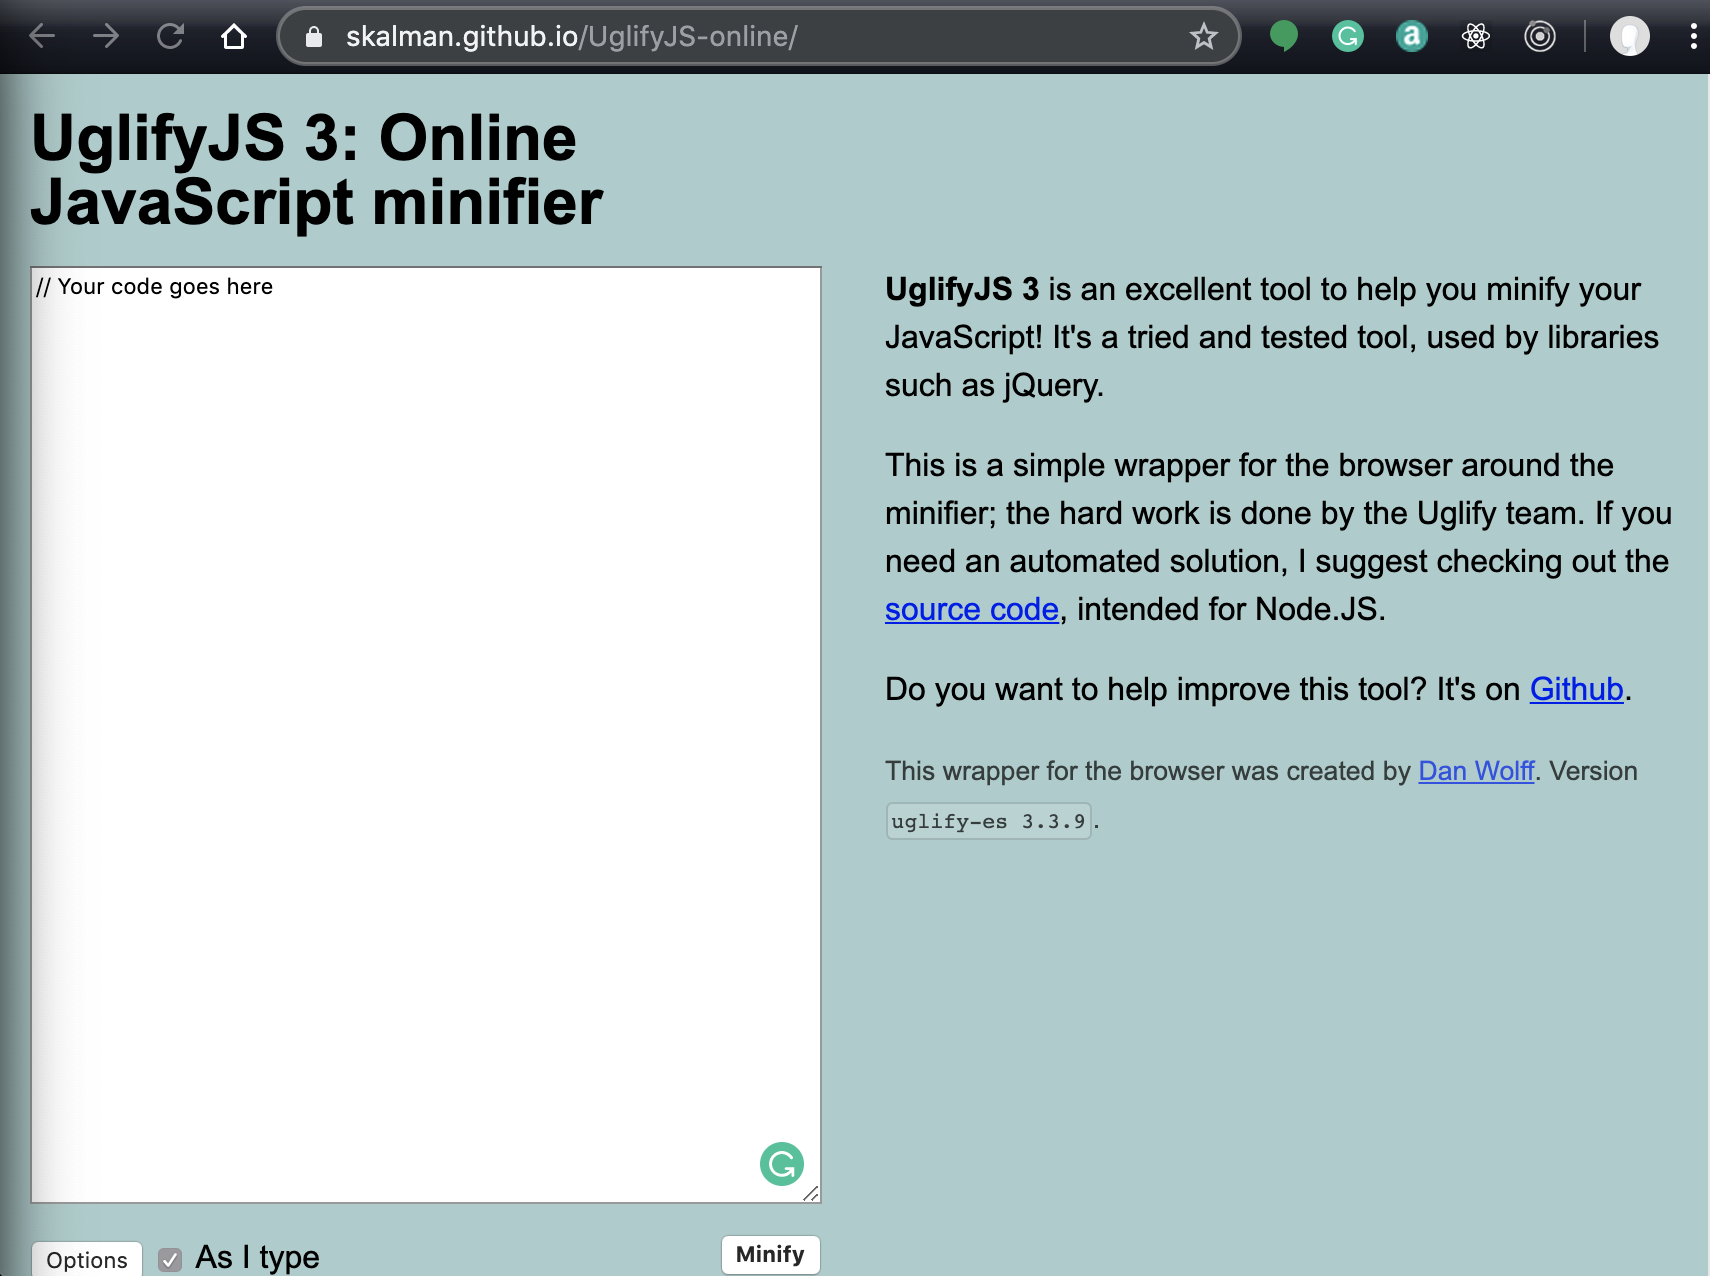 skalman.github.io/UglifyJS-online/
UglifyJS 3: Online
JavaScript minifier
// Your code goes here
UglifyJS 3 is an excellent tool to help you minify your
JavaScript! It's a tried and tested tool, used by libraries
such as jQuery.
This is a simple wrapper for the browser around the
minifier; the hard work is done by the Uglify team. If you
need an automated solution, I suggest checking out the
source code, intended for Node.JS.
Do you want to help improve this tool? It's on Github.
This wrapper for the browser was created by Dan Wolff. Version
uglify-es 3.3.9.
Options As I type Minify